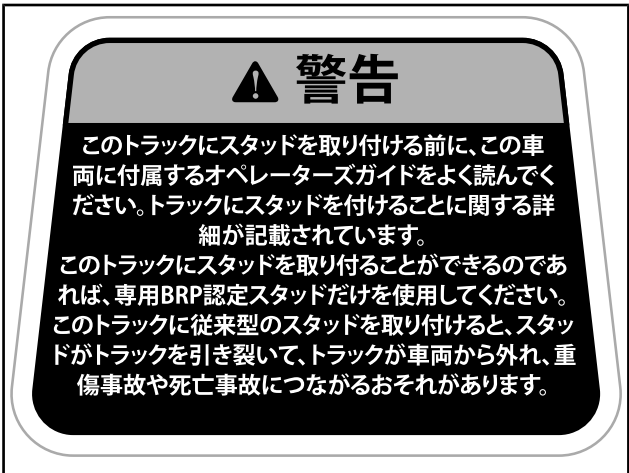 警告
このトラックにスタッドを取り付ける前に、この車
両に付属するオペレーターズガイドをよく読んでく
ださい。トラックにスタッドを付けることに関する詳
細が記載されています。
このトラックにスタッドを取り付ることができるのであ
れば、専用BRP認定スタッドだけを使用してください。
このトラックに従来型のスタッドを取り付けると、スタッ
ドがトラックを引き裂いて、トラックが車両から外れ、重
傷事故や死亡事故につながるおそれがあります。